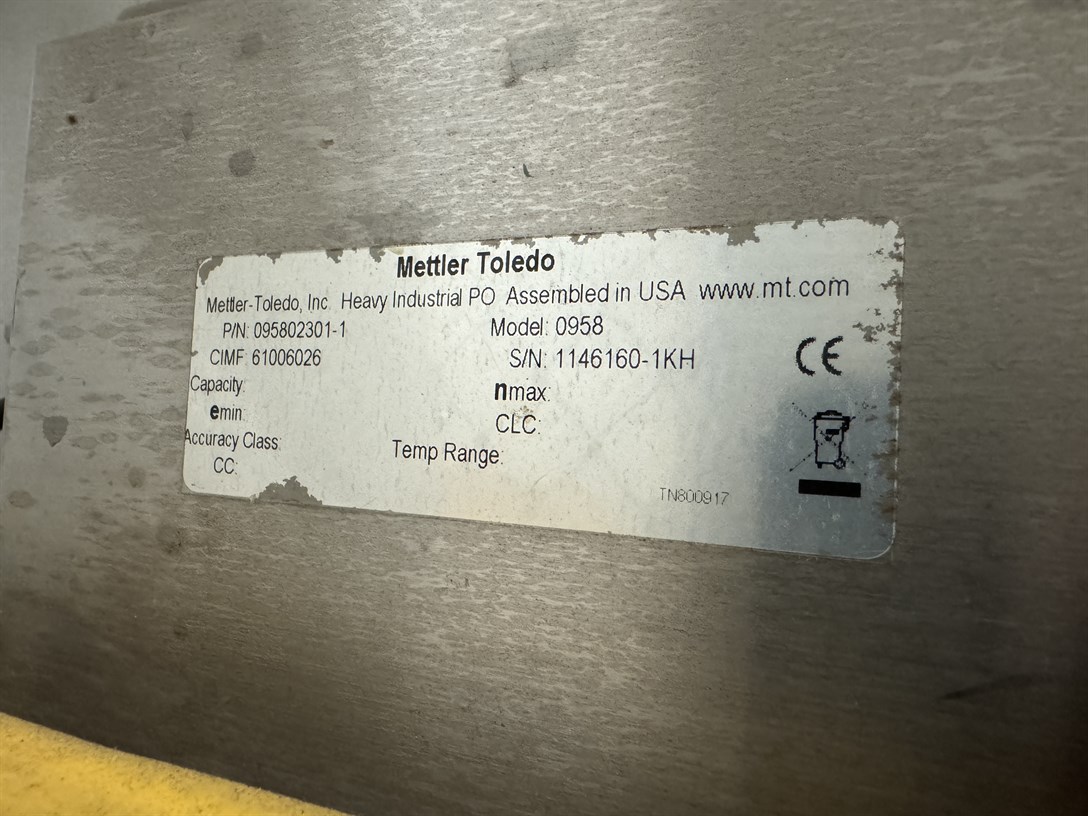 Mettler Toledo
Mettler-Toledo, Inc Heavy Industrial PO Assembled in USA www.mt.com
P/N: 095802301-1 Model: 0958
CIMF 61006026 S/N: 1146160-1KH
Capacity: nmax:
emin: CLC:
Accuracy Class: Temp Range:
CC:
TN800917
CE